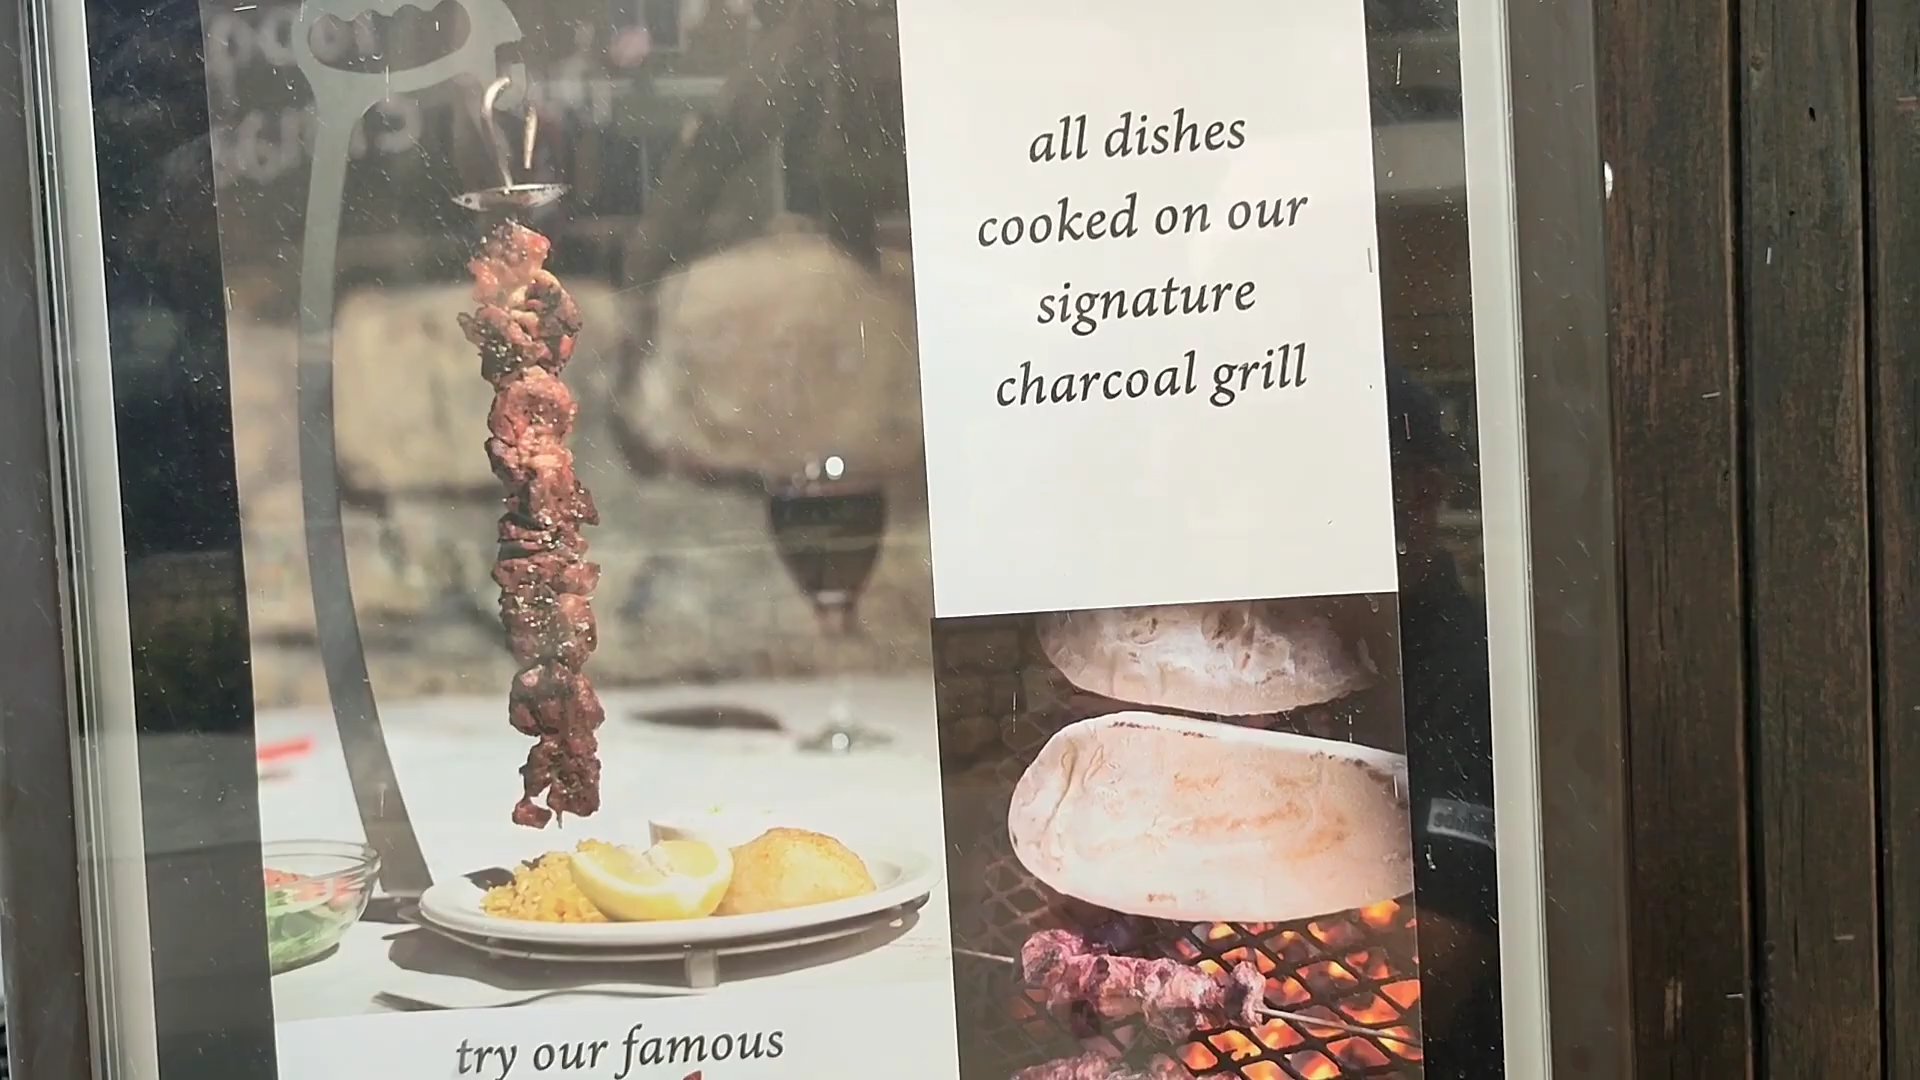 all dishes
cooked on our
signature
charcoal grill
try our famous